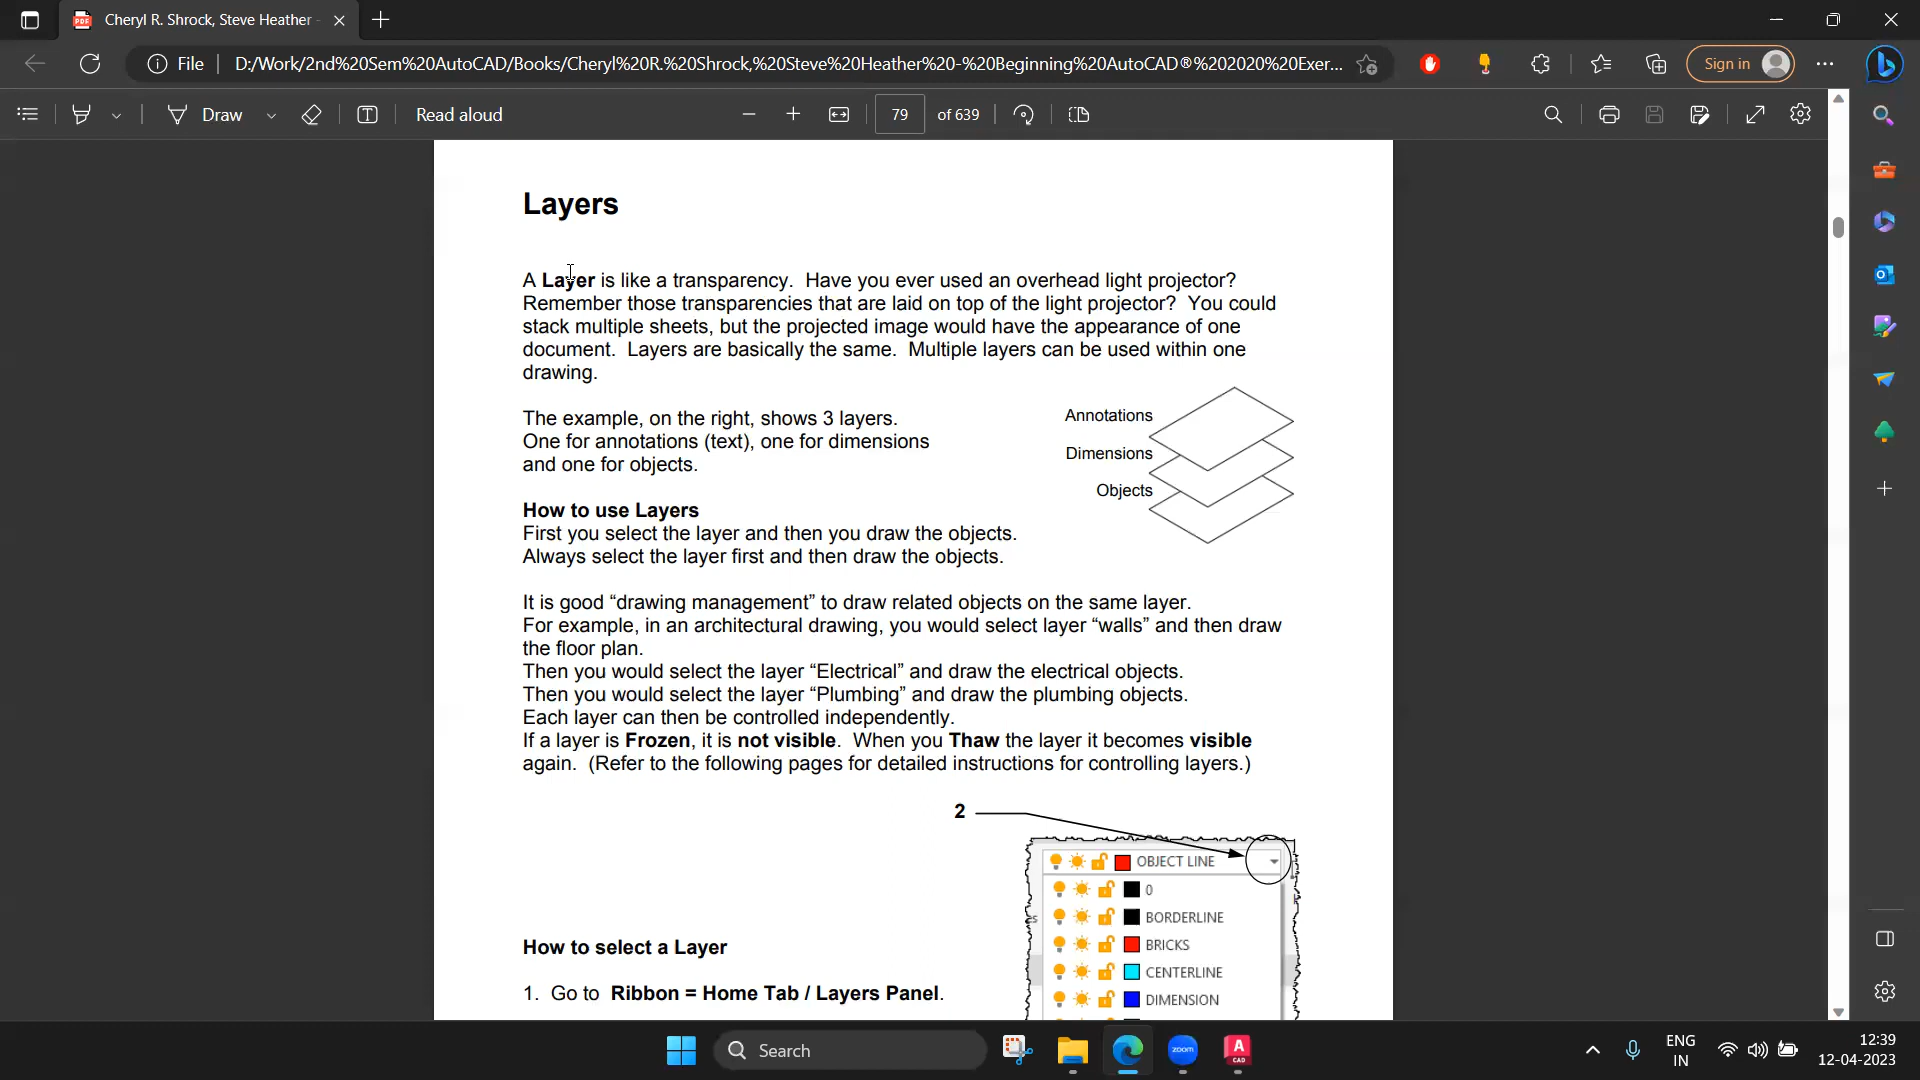 Cheryl R. Shrock, Steve Heather -
File
D:/Work/2nd%20Sem%20AutoCAD/Books/Cheryl%20R.%20Shrock,%20Steve%20Heather%20-%20Beginning%20AutoCAD®%202020%20Exer...
Sign in
Draw
Read aloud
79
of 639
Layers
A Layer is like a transparency. Have you ever used an overhead light projector?
Remember those transparencies that are laid on top of the light projector? You could
stack multiple sheets, but the projected image would have the appearance of one
document. Layers are basically the same. Multiple layers can be used within one
drawing.
The example, on the right, shows 3 layers.
One for annotations (text), one for dimensions
and one for objects.
Annotations
Dimensions
Objects
How to use Layers
First you select the layer and then you draw the objects.
Always select the layer first and then draw the objects.
It is good “drawing management” to draw related objects on the same layer.
For example, in an architectural drawing, you would select layer “walls” and then draw
the floor plan.
Then you would select the layer “Electrical” and draw the electrical objects.
Then you would select the layer “Plumbing” and draw the plumbing objects.
Each layer can then be controlled independently.
If a layer is Frozen, it is not visible. When you Thaw the layer it becomes visible
again. (Refer to the following pages for detailed instructions for controlling layers.)
2
OBJECT LINE
0
BORDERLINE
BRICKS
CENTERLINE
DIMENSION
How to select a Layer
1. Go to Ribbon = Home Tab / Layers Panel.
Search
zoom
A
CAD
ENG
IN
12:39
12-04-2023